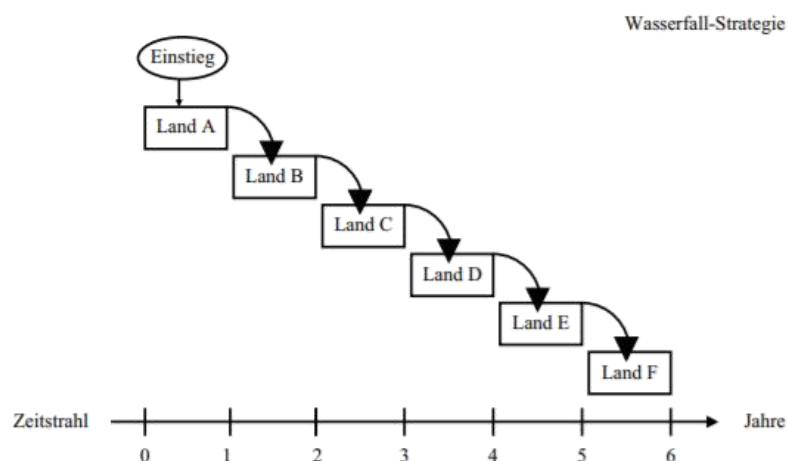 Wasserfall-Strategie
Einstieg
Land A
Land B
Land C
Land D
Land E
Land F
Zeitstrahl
Jahre
0 1 2 3 4 5 6